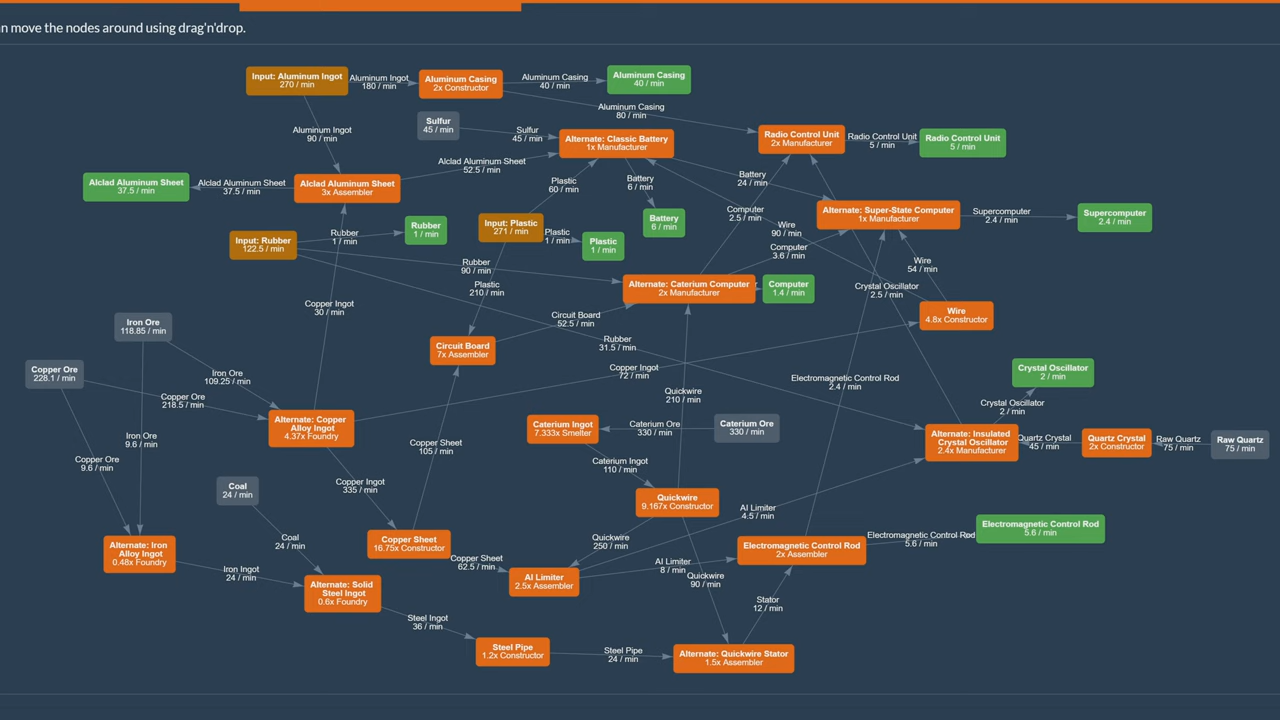 n move the nodes around using drag'n'drop.
Input: Aluminum Ingot
270 / min
Aluminum Ingot
180 / min
Aluminum Casing
2x Constructor
Aluminum Casing
40 / min
Aluminum Casing
40 / min
Aluminum Casing
80 / min
Sulfur
45 / min
Sulfur
45 / min
Aluminum Ingot
90 / min
Alternate: Classic Battery
1x Manufacturer
Radio Control Unit
2x Manufacturer
Radio Control Unit
5 / min
Radio Control Unit
5 / min
Alclad Aluminum Sheet
52.5 / min
Alclad Aluminum Sheet
37.5 / min
Alclad Aluminum Sheet
37.5 / min
Alclad Aluminum Sheet
3x Assembler
Plastic
60 / min
Battery
6 / min
Battery
24 / min
Computer
2.5 / min
Alternate: Super-State Computer
1x Manufacturer
Supercomputer
2.4 / min
Supercomputer
2.4 / min
Input: Rubber
122.5 / min
Rubber
1 / min
Rubber
1 / min
Input: Plastic
271 / min
Plastic
1 / min
Plastic
1 / min
Battery
6 / min
Wire
90 / min
Computer
3.6 / min
Wire
54 / min
Rubber
90 / min
Plastic
210 / min
Alternate: Caterium Computer
2x Manufacturer
Computer
1.4 / min
Crystal Oscillator
2.5 / min
Copper Ingot
30 / min
Circuit Board
52.5 / min
Wire
4.8x Constructor
Iron Ore
118.85 / min
Circuit Board
7x Assembler
Rubber
31.5 / min
Copper Ore
228.1 / min
Iron Ore
109.25 / min
Copper Ingot
72 / min
Electromagnetic Control Rod
2.4 / min
Crystal Oscillator
2 / min
Copper Ore
218.5 / min
Quickwire
210 / min
Crystal Oscillator
2 / min
Alternate: Copper
Alloy Ingot
4.37x Foundry
Caterium Ingot
7.333x Smelter
Caterium Ore
330 / min
Caterium Ore
330 / min
Alternate: Insulated
Crystal Oscillator
2.4x Manufacturer
Quartz Crystal
45 / min
Quartz Crystal
2x Constructor
Raw Quartz
75 / min
Raw Quartz
75 / min
Iron Ore
9.6 / min
Copper Sheet
105 / min
Copper Ore
9.6 / min
Caterium Ingot
110 / min
Coal
24 / min
Copper Ingot
335 / min
Quickwire
9.167x Constructor
AI Limiter
4.5 / min
Electromagnetic Control Rod
5.6 / min
Alternate: Iron
Alloy Ingot
0.48x Foundry
Coal
24 / min
Copper Sheet
16.75x Constructor
Quickwire
250 / min
Electromagnetic Control Rod
2x Assembler
Electromagnetic Control Rod
5.6 / min
Iron Ingot
24 / min
Copper Sheet
62.5 / min
AI Limiter
2.5x Assembler
AI Limiter
8 / min
Quickwire
90 / min
Alternate: Solid
Steel Ingot
0.6x Foundry
Stator
12 / min
Steel Ingot
36 / min
Steel Pipe
1.2x Constructor
Steel Pipe
24 / min
Alternate: Quickwire Stator
1.5x Assembler